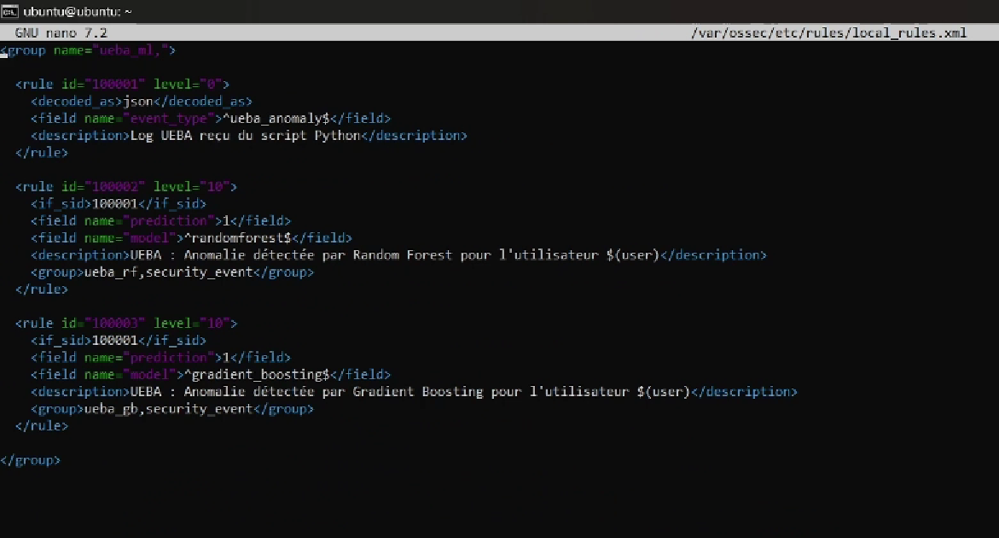 ubuntu@ubuntu: ~
GNU nano 7.2 /var/ossec/etc/rules/local_rules.xml
<group name="ueba_ml,">
<rule id="100001" level="0">
<decoded_as>json</decoded_as>
<field name="event_type">^ueba_anomaly$</field>
<description>Log UEBA reçu du script Python</description>
</rule>
<rule id="100002" level="10">
<if_sid>100001</if_sid>
<field name="prediction">1</field>
<field name="model">^randomforest$</field>
<description>UEBA : Anomalie détectée par Random Forest pour l'utilisateur $(user)</description>
<group>ueba_rf,security_event</group>
</rule>
<rule id="100003" level="10">
<if_sid>100001</if_sid>
<field name="prediction">1</field>
<field name="model">^gradient_boosting$</field>
<description>UEBA : Anomalie détectée par Gradient Boosting pour l'utilisateur $(user)</description>
<group>ueba_gb,security_event</group>
</rule>
</group>